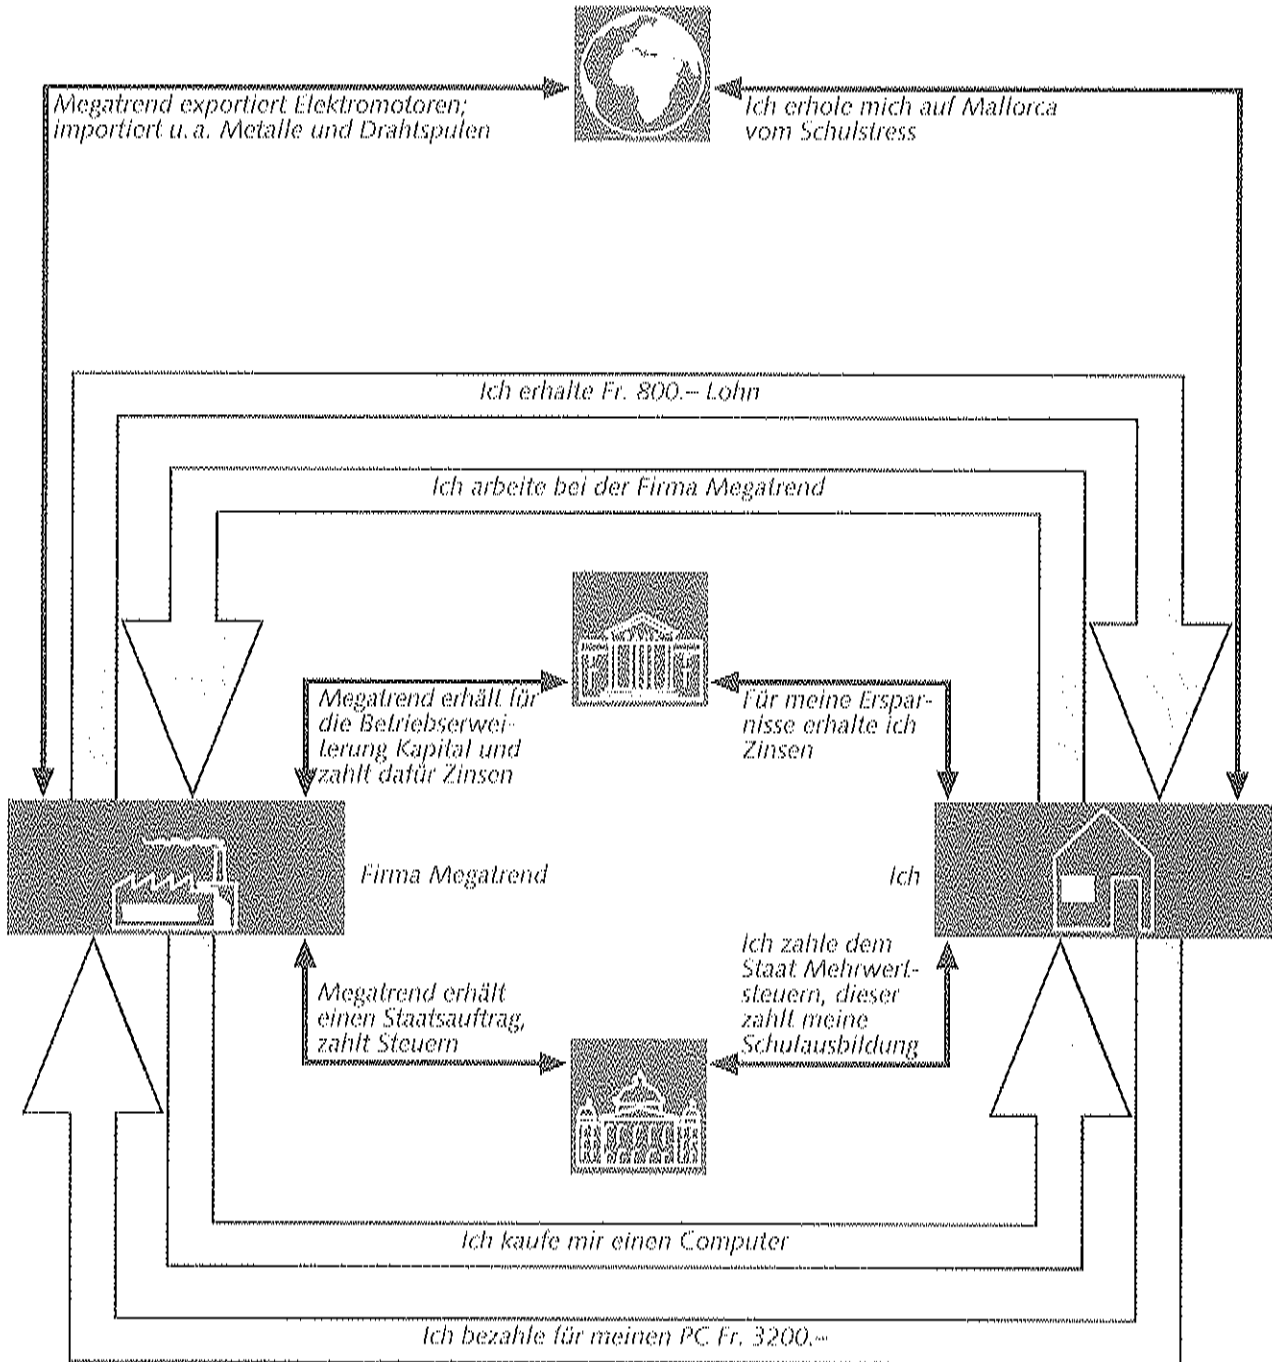 Megatrend exportiert Elektromotoren;
importiert u. a. Metalle und Drahtspulen
Ich erhole mich auf Mallorca
vom Schulstress
Ich erhalte Fr. 800.– Lohn
Ich arbeite bei der Firma Megatrend
Megatrend erhält für
die Betriebserwei-
terung Kapital und
zahlt dafür Zinsen
Für meine Erspar-
nisse erhalte ich
Zinsen
Firma Megatrend
Ich
Megatrend erhält
einen Staatsauftrag,
zahlt Steuern
Ich zahle dem
Staat Mehrwert-
steuern, dieser
zahlt meine
Schulausbildung
Ich kaufe mir einen Computer
Ich bezahle für meinen PC Fr. 3200.–